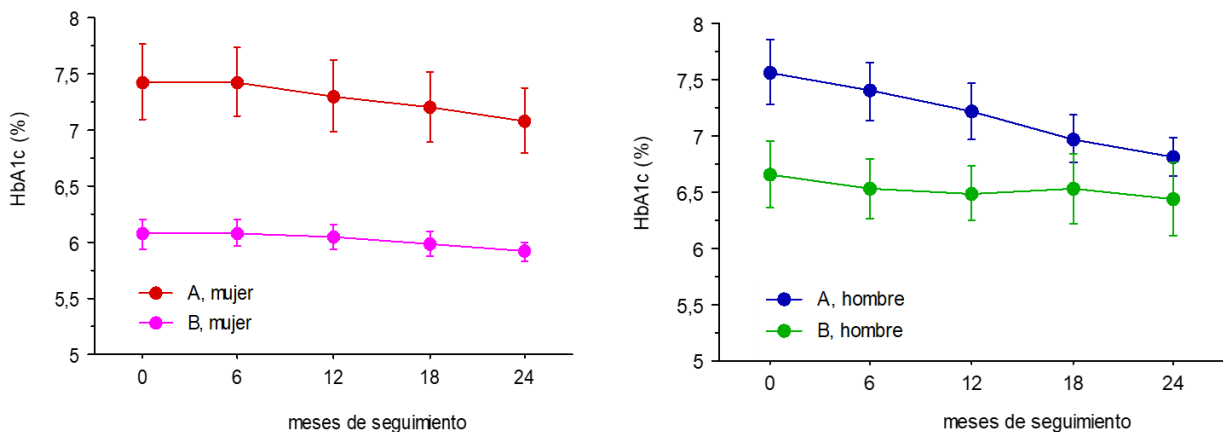 8
7,5
7
6,5
6
5,5
5
HbA1c (%)
A, mujer
B, mujer
0 6 12 18 24
meses de seguimiento
8
7,5
7
6,5
6
5,5
5
HbA1c (%)
A, hombre
B, hombre
0 6 12 18 24
meses de seguimiento